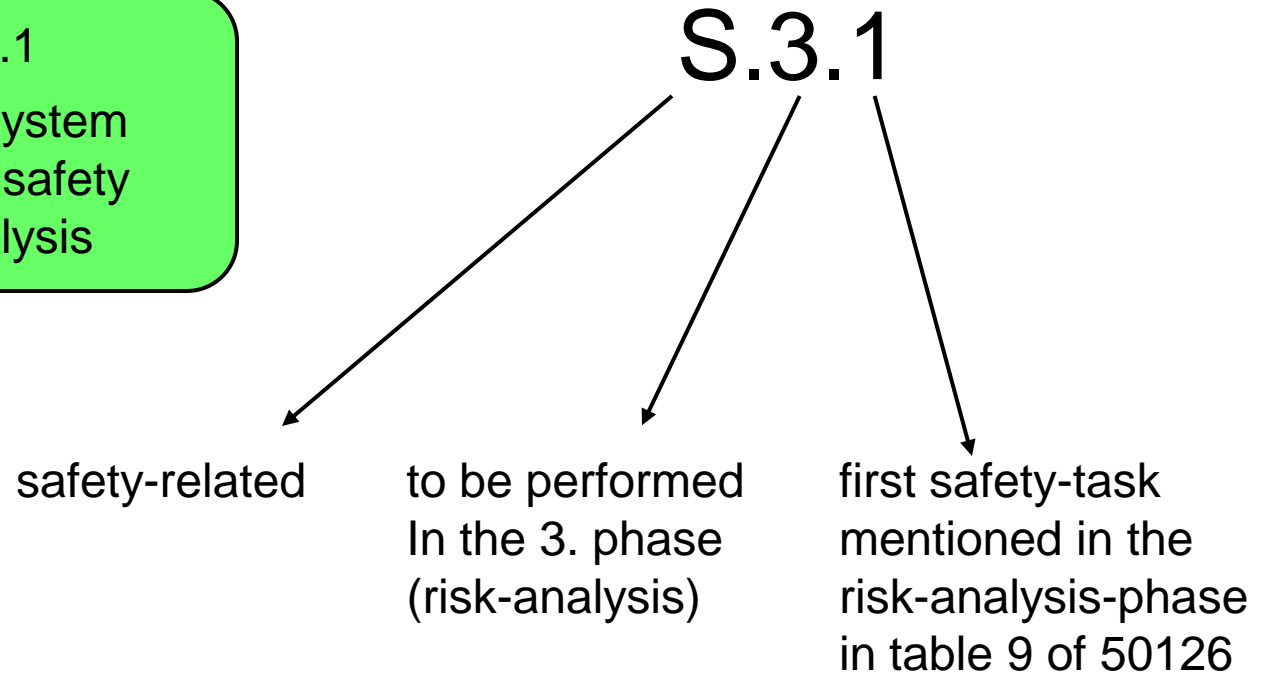 .1
ystem
safety
lysis
S.3.1
safety-related
to be performed
In the 3. phase
(risk-analysis)
first safety-task
mentioned in the
risk-analysis-phase
in table 9 of 50126